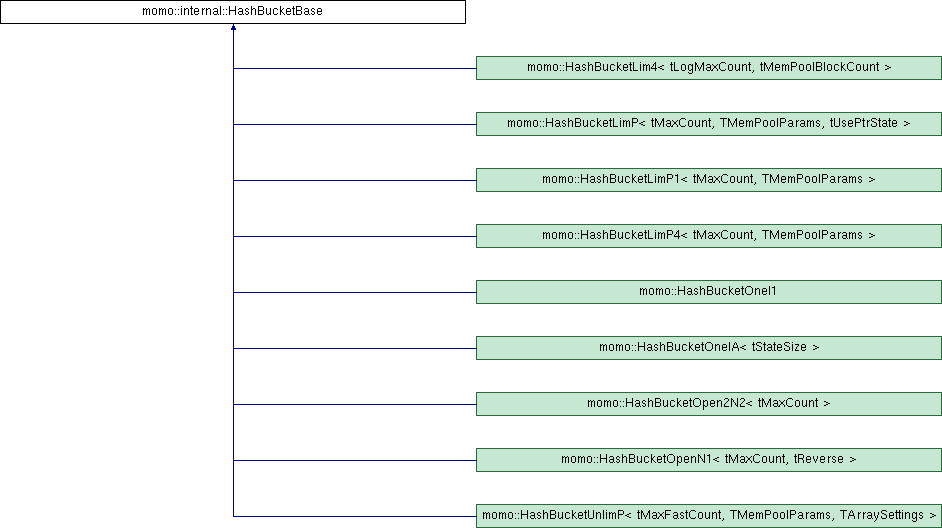 momo::internal::HashBucketBase
momo::HashBucketLim4< tLogMaxCount, tMemPoolBlockCount >
momo::HashBucketLimP< tMaxCount, TMemPoolParams, tUsePtrState >
momo::HashBucketLimP1< tMaxCount, TMemPoolParams >
momo::HashBucketLimP4< tMaxCount, TMemPoolParams >
momo::HashBucketOneI1
momo::HashBucketOneIA< tStateSize >
momo::HashBucketOpen2N2< tMaxCount >
momo::HashBucketOpenN1< tMaxCount, tReverse >
momo::HashBucketUnlimP< tMaxFastCount, TMemPoolParams, TArraySettings >